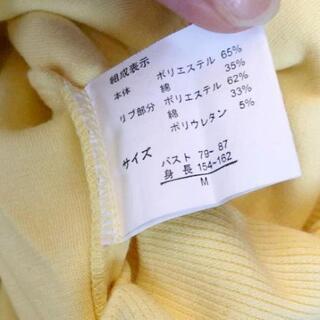 組成表示
本体 ポリエステル 65%
綿 35%
リブ部分 ポリエステル 62%
綿 33%
ポリウレタン 5%
サイズ
バスト 79-87
身長 154-162
M